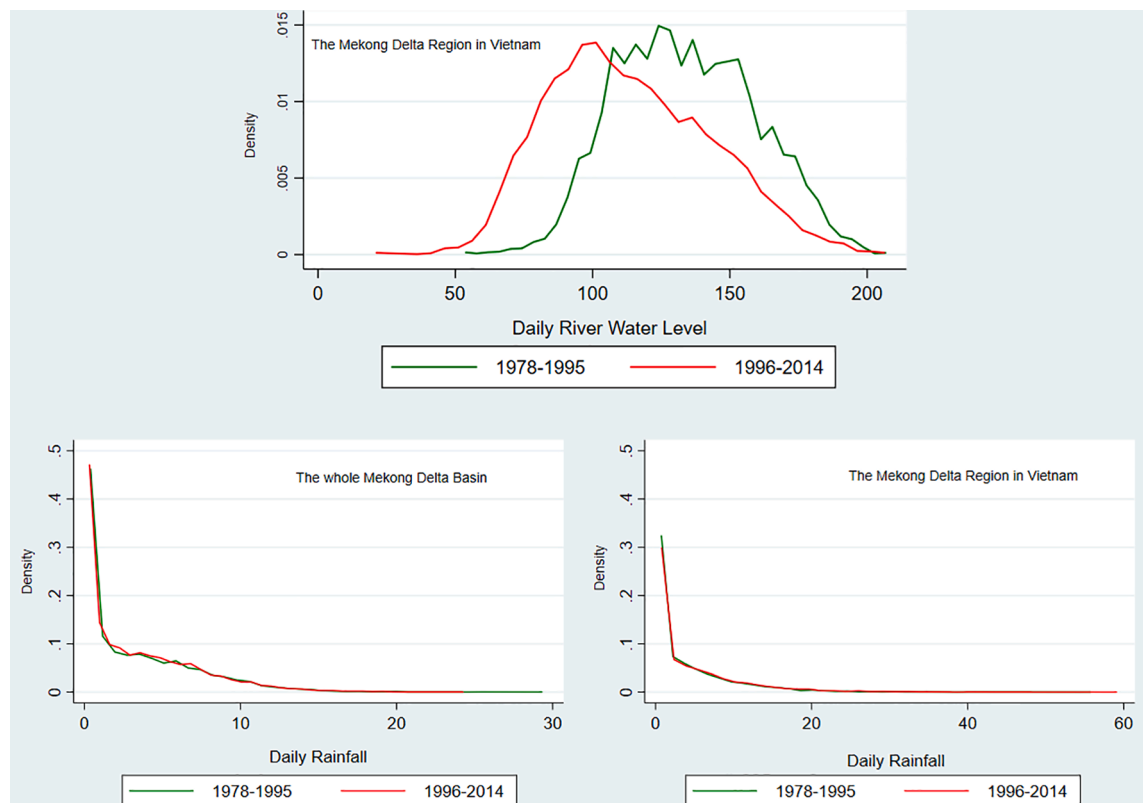 The Mekong Delta Region in Vietnam
Density
.015
.01
.005
0
0 50 100 150 200
Daily River Water Level
1978-1995 1996-2014
The whole Mekong Delta Basin
Density
.5
.4
.3
.2
.1
0
0 10 20 30
Daily Rainfall
1978-1995 1996-2014
The Mekong Delta Region in Vietnam
Density
.5
.4
.3
.2
.1
0
0 20 40 60
Daily Rainfall
1978-1995 1996-2014